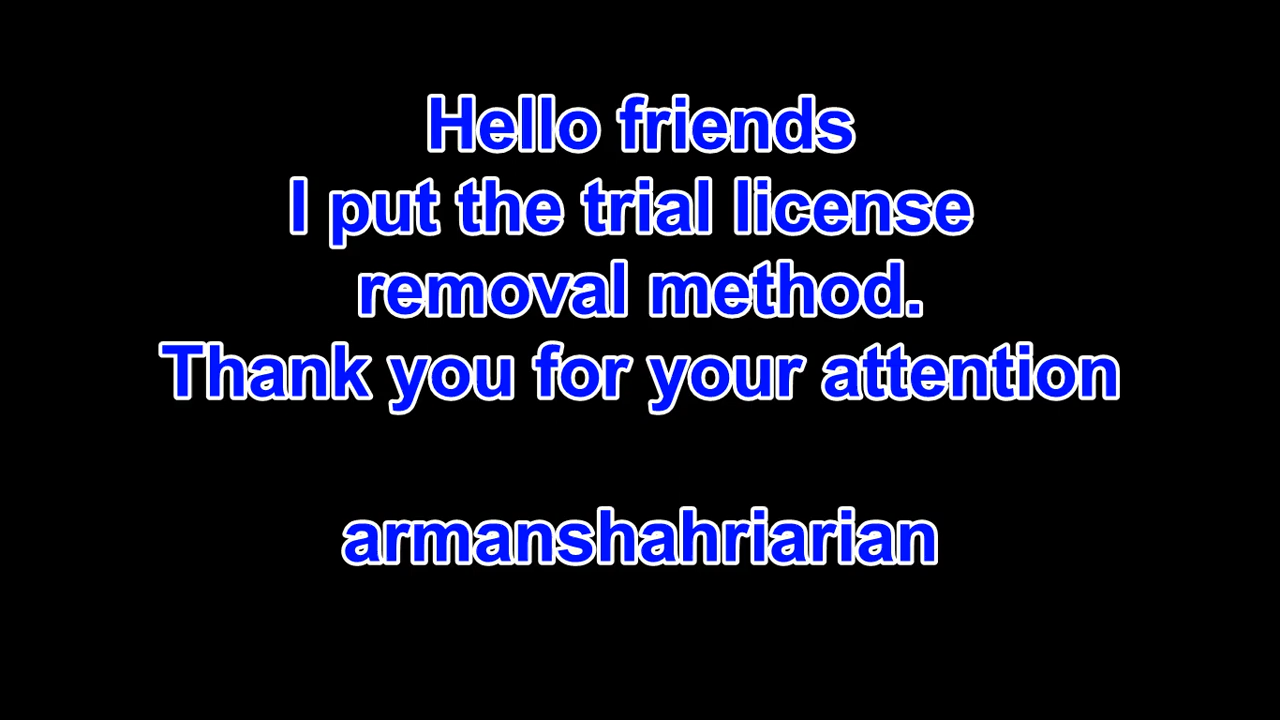 Hello friends
I put the trial license
removal method.
Thank you for your attention
armanshahriarian